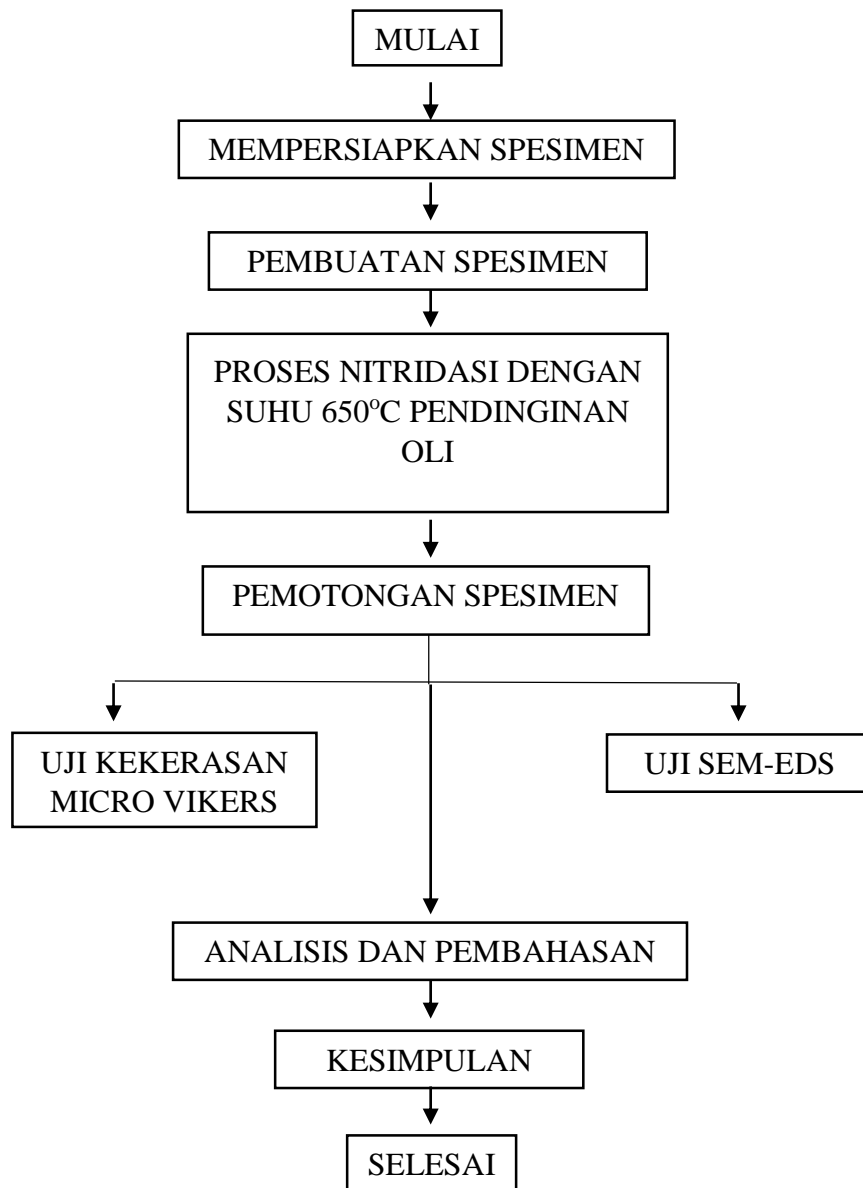 MULAI
MEMPERSIAPKAN SPESIMEN
PEMBUATAN SPESIMEN
PROSES NITRIDASI DENGAN
SUHU 650°C PENDINGINAN
OLI
PEMOTONGAN SPESIMEN
UJI KEKERASAN
MICRO VIKERS
UJI SEM-EDS
ANALISIS DAN PEMBAHASAN
KESIMPULAN
SELESAI